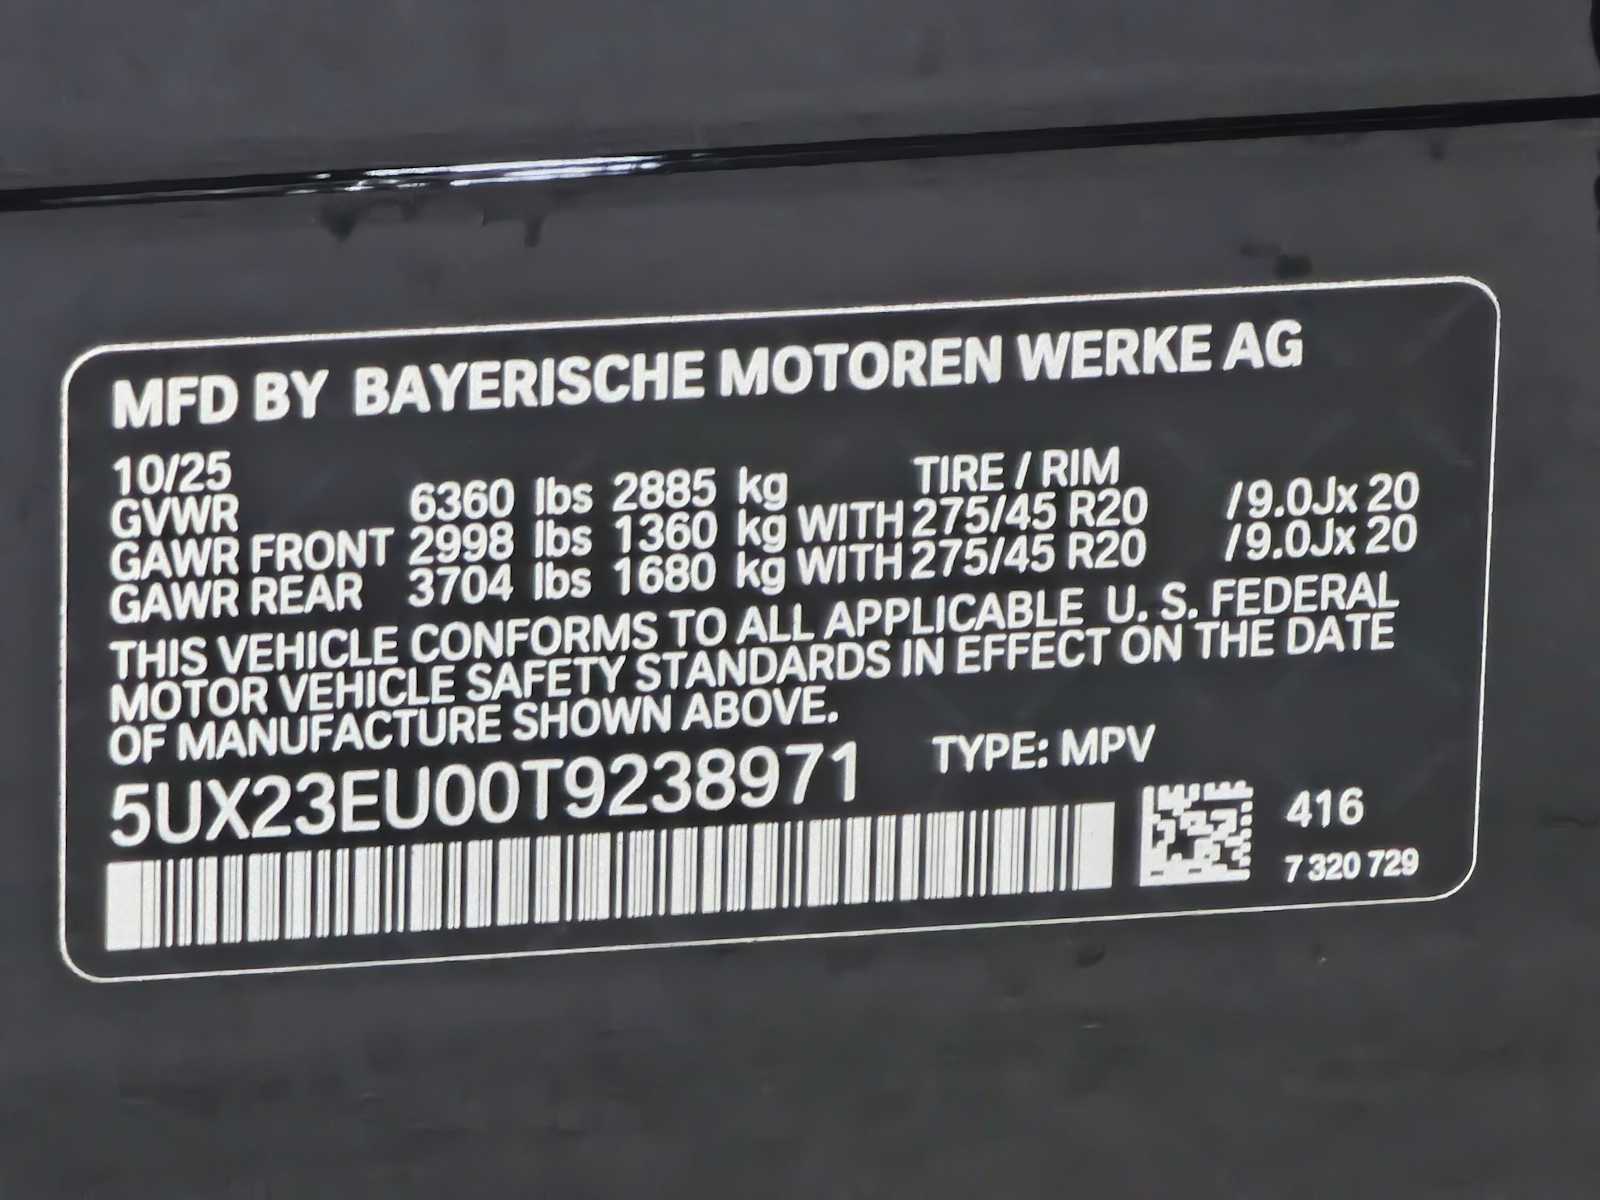 MFD BY BAYERISCHE MOTOREN WERKE AG
10/25 TIRE / RIM
GVWR 6360 lbs 2885 kg
GAWR FRONT 2998 lbs 1360 kg WITH 275/45 R20 /9.0Jx 20
GAWR REAR 3704 lbs 1680 kg WITH 275/45 R20 /9.0Jx 20
THIS VEHICLE CONFORMS TO ALL APPLICABLE U. S. FEDERAL
MOTOR VEHICLE SAFETY STANDARDS IN EFFECT ON THE DATE
OF MANUFACTURE SHOWN ABOVE.
5UX23EU00T9238971 TYPE: MPV
416
7 320 729